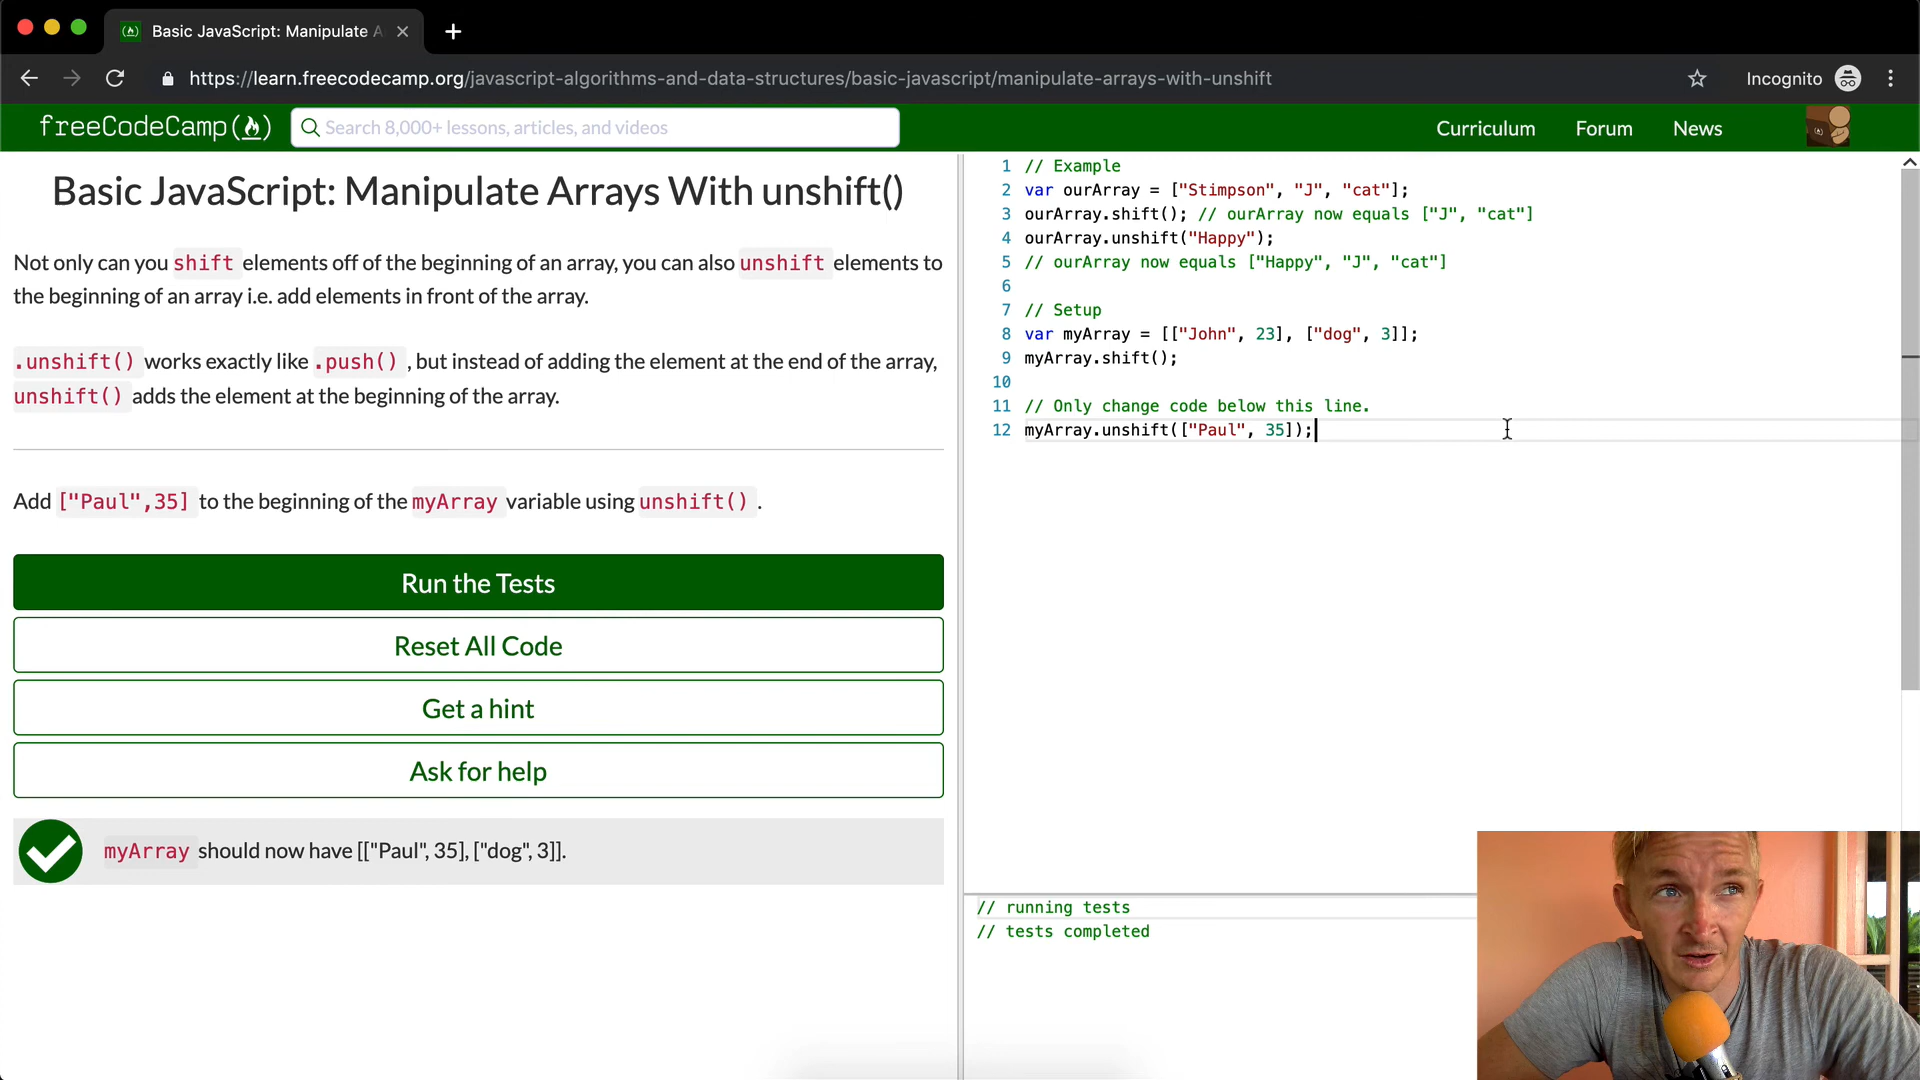 Basic JavaScript: Manipulate A
https://learn.freecodecamp.org/javascript-algorithms-and-data-structures/basic-javascript/manipulate-arrays-with-unshift
Incognito
freeCodeCamp
Search 8,000+ lessons, articles, and videos
Curriculum
Forum
News
Basic JavaScript: Manipulate Arrays With unshift()
Not only can you shift elements off of the beginning of an array, you can also unshift elements to
the beginning of an array i.e. add elements in front of the array.
.unshift() works exactly like .push() , but instead of adding the element at the end of the array,
unshift() adds the element at the beginning of the array.
Add ["Paul",35] to the beginning of the myArray variable using unshift() .
Run the Tests
Reset All Code
Get a hint
Ask for help
myArray should now have [["Paul", 35], ["dog", 3]].
1 // Example
2 var ourArray = ["Stimpson", "J", "cat"];
3 ourArray.shift(); // ourArray now equals ["J", "cat"]
4 ourArray.unshift("Happy");
5 // ourArray now equals ["Happy", "J", "cat"]
6
7 // Setup
8 var myArray = [["John", 23], ["dog", 3]];
9 myArray.shift();
10
11 // Only change code below this line.
12 myArray.unshift(["Paul", 35]);
// running tests
// tests completed